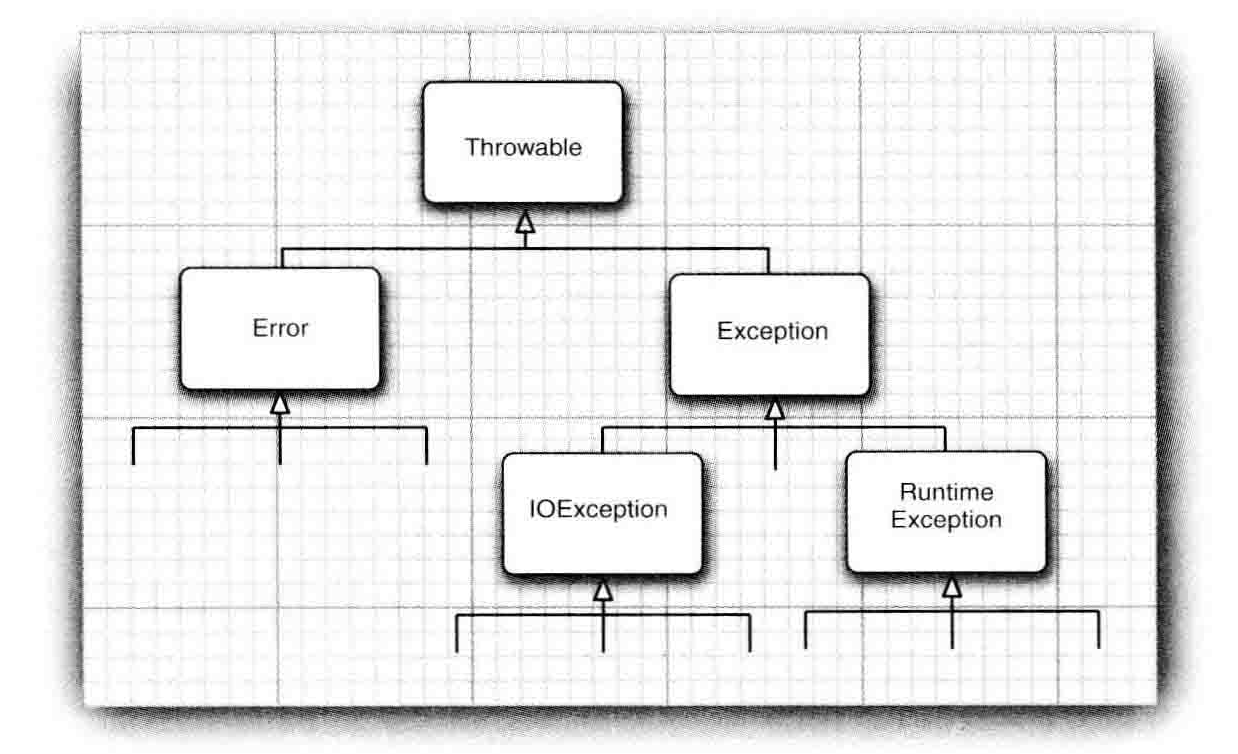 Throwable
Error
Exception
IOException
Runtime
Exception